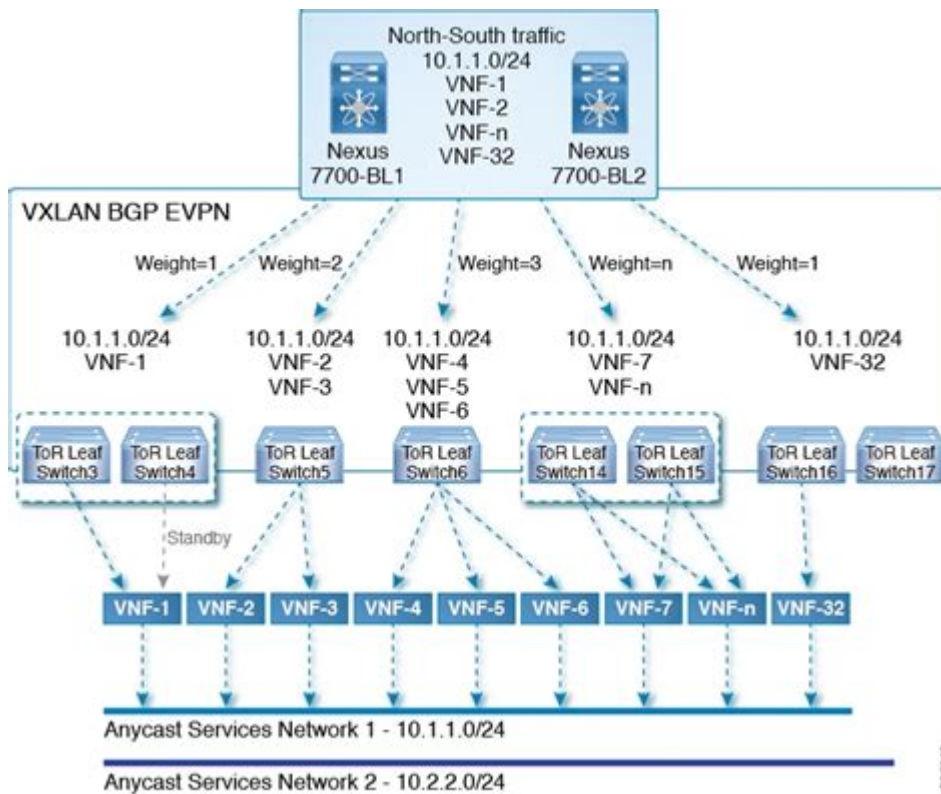 North-South traffic
10.1.1.0/24
VNF-1
VNF-2
VNF-n
VNF-32
Nexus
7700-BL1
Nexus
7700-BL2
VXLAN BGP EVPN
Weight=1
Weight=2
Weight=3
Weight=n
Weight=1
10.1.1.0/24
VNF-1
10.1.1.0/24
VNF-2
VNF-3
10.1.1.0/24
VNF-4
VNF-5
VNF-6
10.1.1.0/24
VNF-7
VNF-n
10.1.1.0/24
VNF-32
ToR Leaf
Switch3
ToR Leaf
Switch4
ToR Leaf
Switch5
ToR Leaf
Switch6
ToR Leaf
Switch14
ToR Leaf
Switch15
ToR Leaf
Switch16
ToR Leaf
Switch17
Standby
VNF-1
VNF-2
VNF-3
VNF-4
VNF-5
VNF-6
VNF-7
VNF-n
VNF-32
Anycast Services Network 1 - 10.1.1.0/24
Anycast Services Network 2 - 10.2.2.0/24